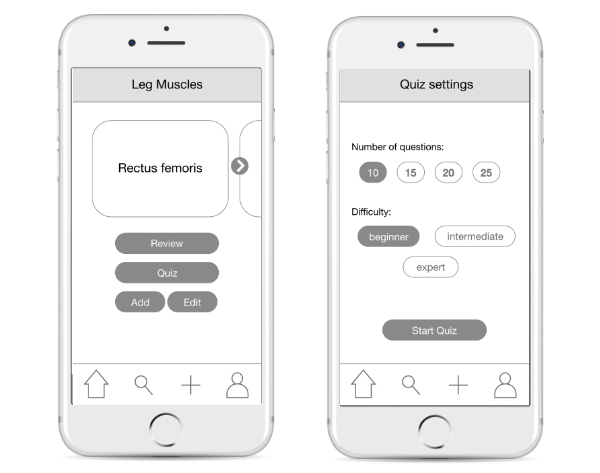 Leg Muscles
Rectus femoris
Review
Quiz
Add Edit
Quiz settings
Number of questions:
10 15 20 25
Difficulty:
beginner intermediate
expert
Start Quiz